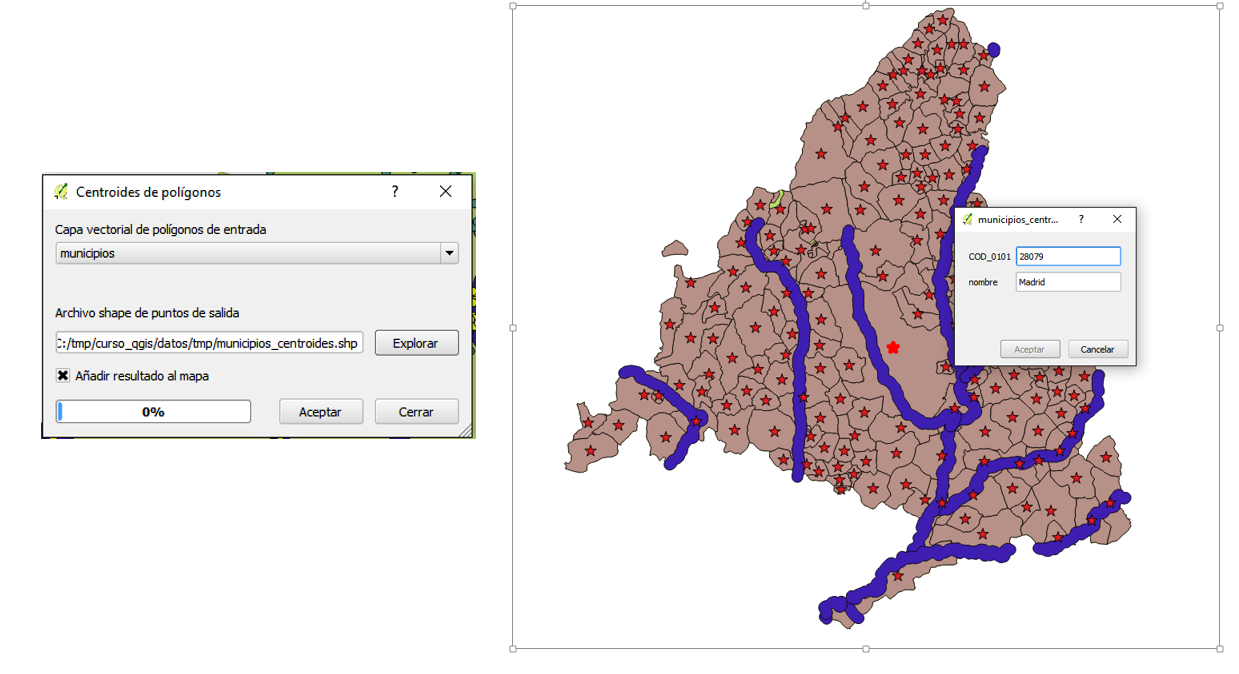 Centroides de polígonos
?
Capa vectorial de polígonos de entrada
municipios
Archivo shape de puntos de salida
C:/tmp/curso_qgis/datos/tmp/municipios_centroides.shp
Explorar
Añadir resultado al mapa
0%
Aceptar
Cerrar
municipios_centr...
?
COD_0101
28079
nombre
Madrid
Aceptar
Cancelar